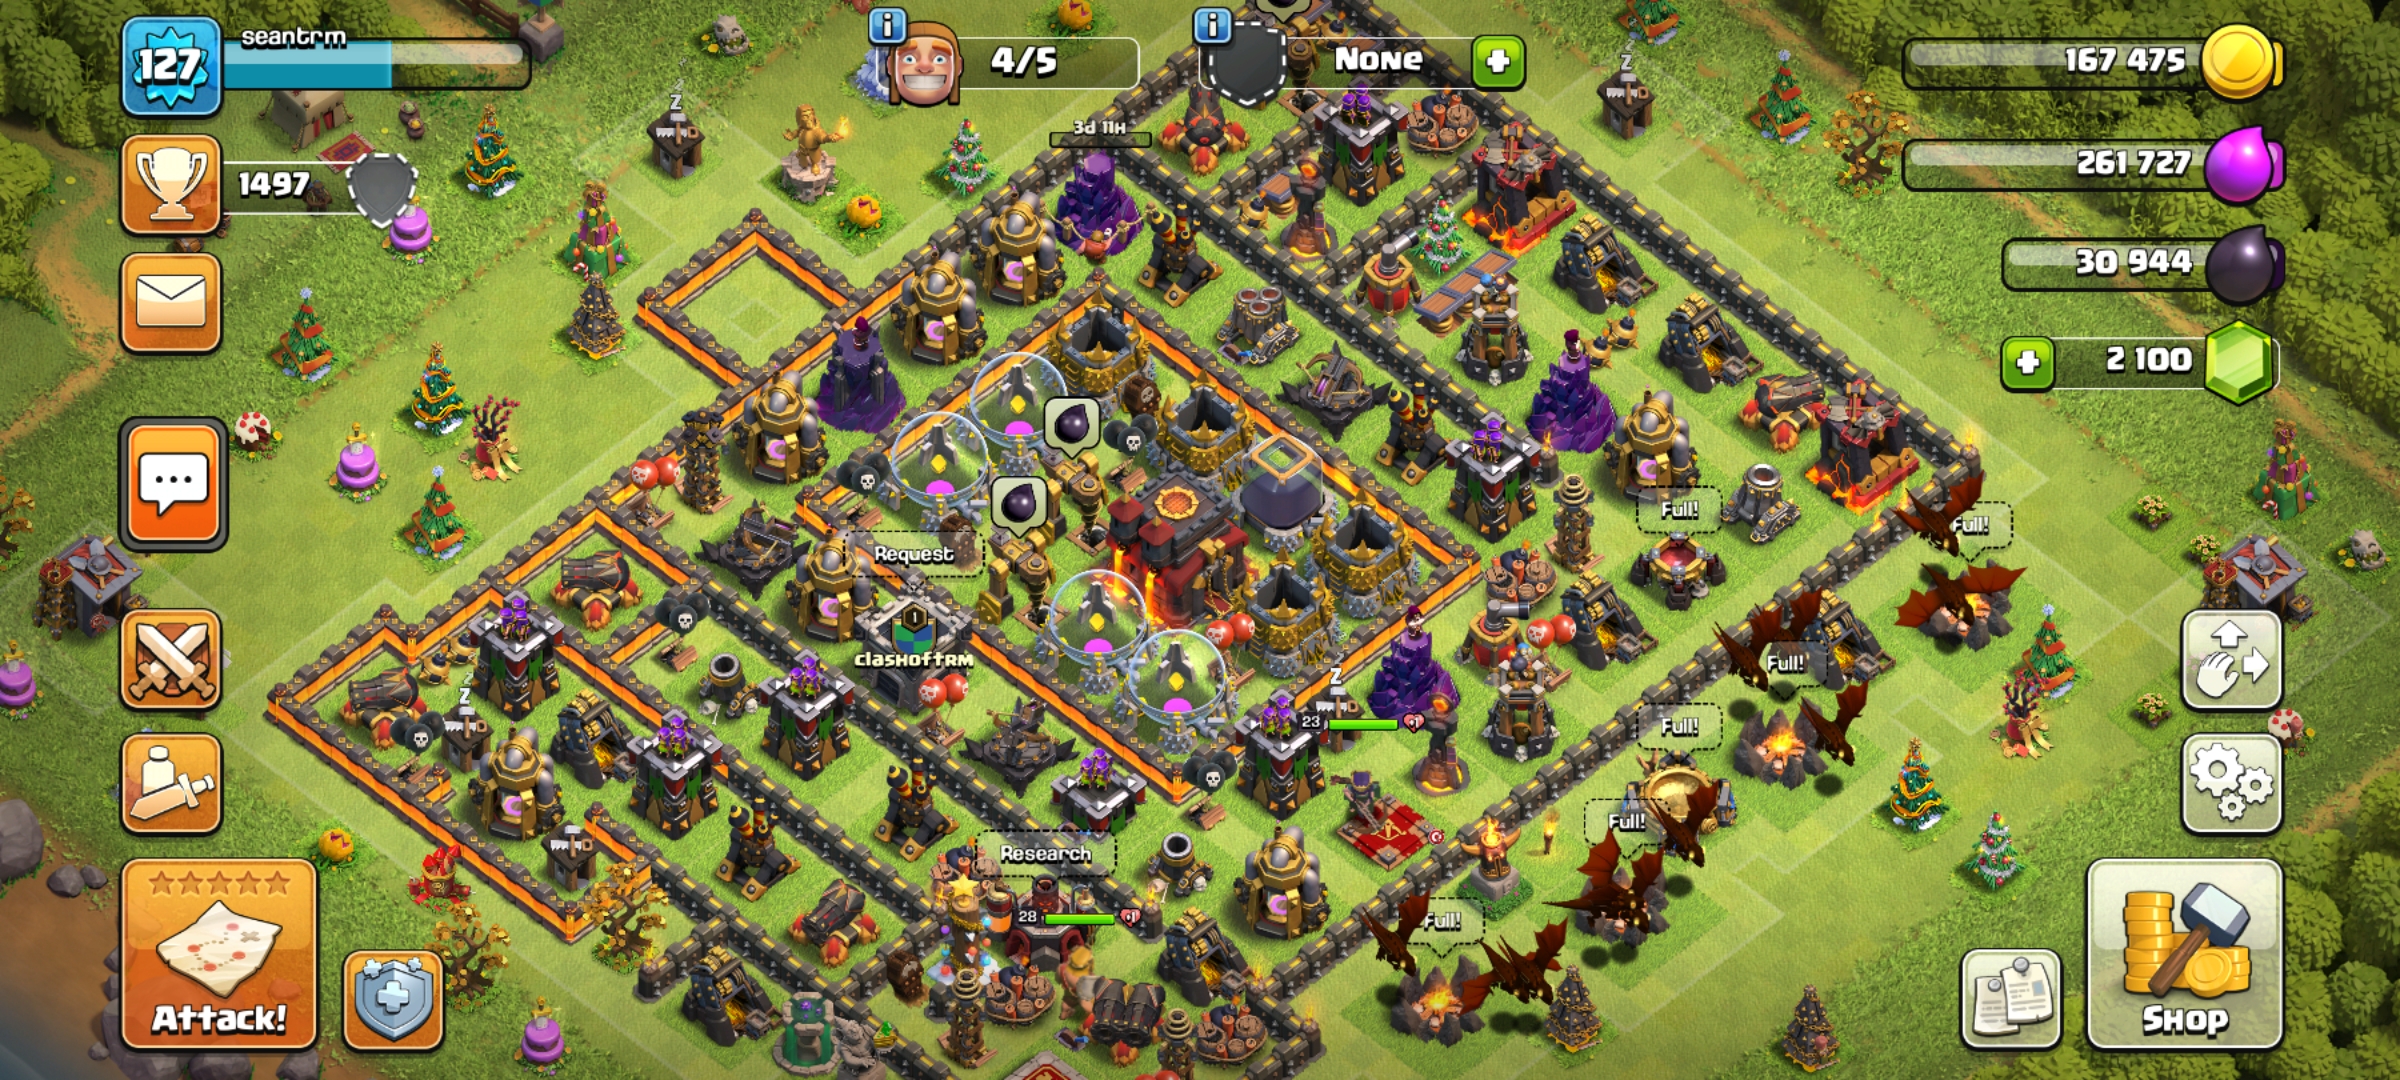 127
seantrm
4/5
None
167 475
1497
3d 11H
261 727
30 944
2 100
Full!
Full!
Request
1
clashoftrm
Full!
23
Full!
Full!
Research
28
Full!
Attack!
Shop
z
z
z
z